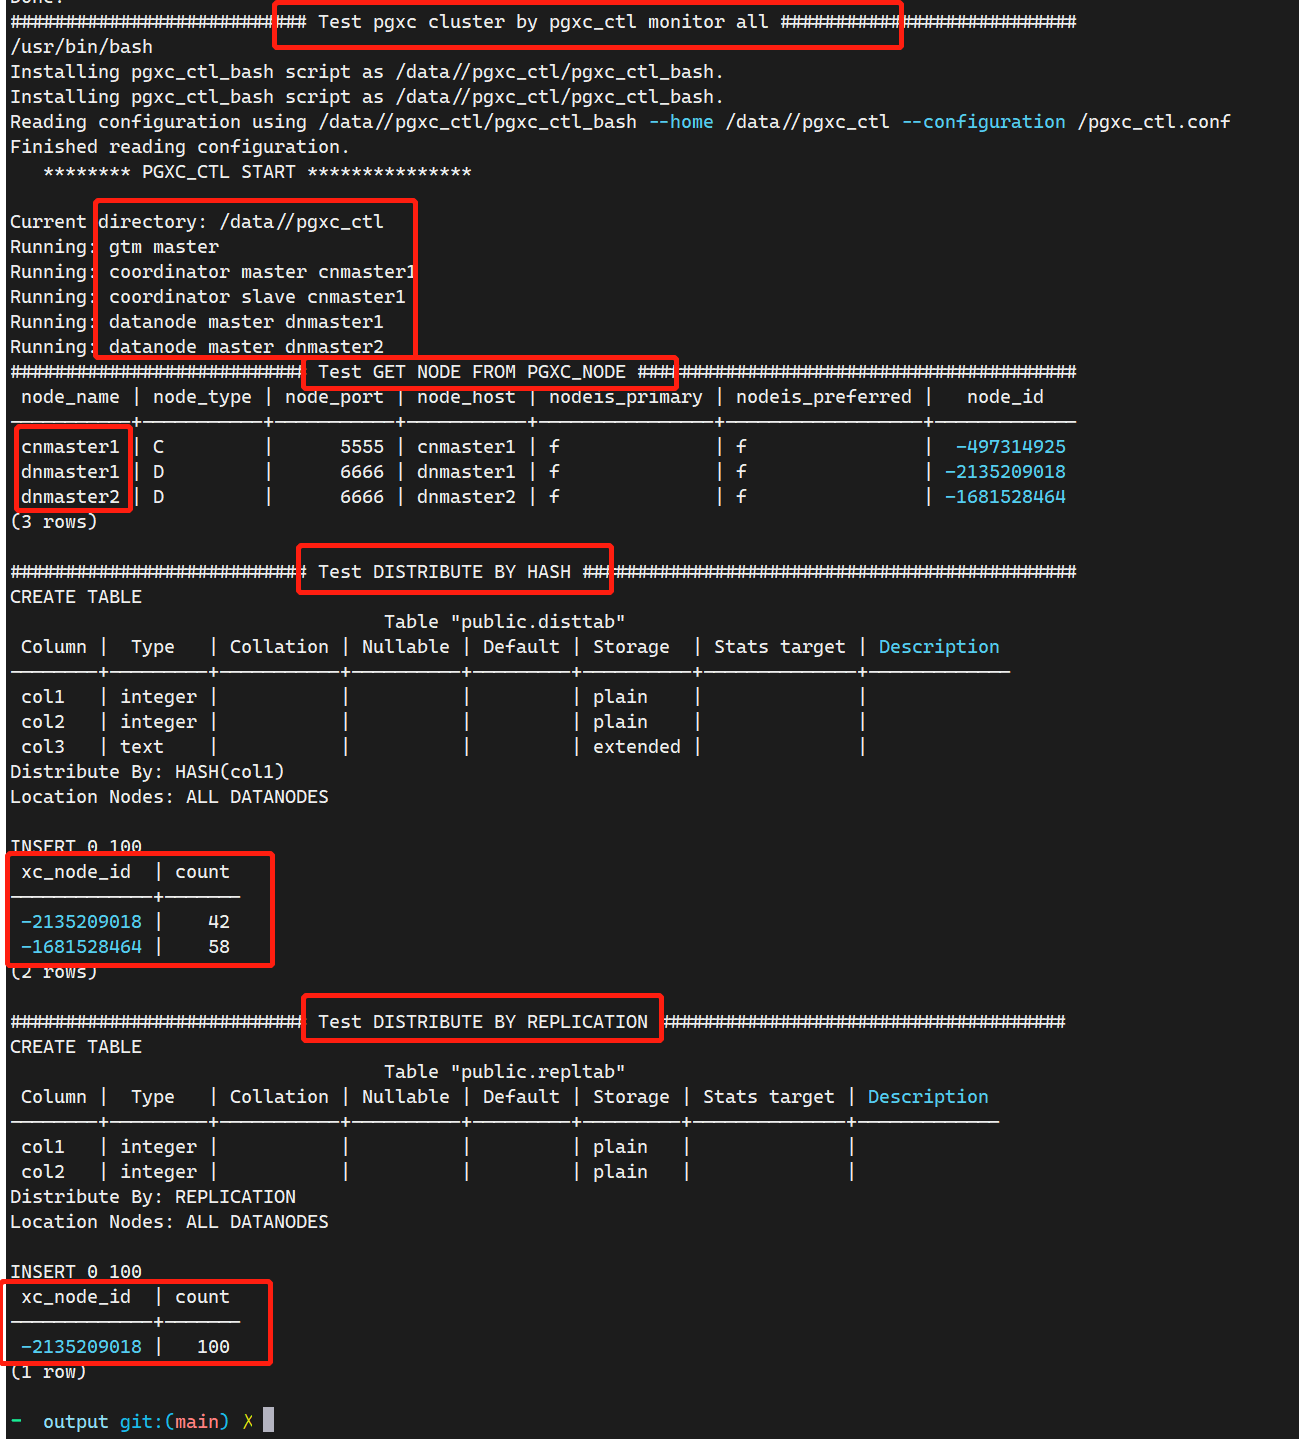 Done.
########################### Test pgxc cluster by pgxc_ctl monitor all ###########################
/usr/bin/bash
Installing pgxc_ctl_bash script as /data//pgxc_ctl/pgxc_ctl_bash.
Installing pgxc_ctl_bash script as /data//pgxc_ctl/pgxc_ctl_bash.
Reading configuration using /data//pgxc_ctl/pgxc_ctl_bash --home /data//pgxc_ctl --configuration /pgxc_ctl.conf
Finished reading configuration.
   ******** PGXC_CTL START ***************
Current directory: /data//pgxc_ctl
Running: gtm master
Running: coordinator master cnmaster1
Running: coordinator slave cnmaster1
Running: datanode master dnmaster1
Running: datanode master dnmaster2
########################### Test GET NODE FROM PGXC_NODE ########################################
 node_name | node_type | node_port | node_host | nodeis_primary | nodeis_preferred |   node_id
-----------+-----------+-----------+-----------+----------------+------------------+-------------
 cnmaster1 | C         |      5555 | cnmaster1 | f              | f                |  -497314925
 dnmaster1 | D         |      6666 | dnmaster1 | f              | f                | -2135209018
 dnmaster2 | D         |      6666 | dnmaster2 | f              | f                | -1681528464
(3 rows)
########################### Test DISTRIBUTE BY HASH #############################################
CREATE TABLE
                                  Table "public.disttab"
 Column |  Type   | Collation | Nullable | Default | Storage  | Stats target | Description
--------+---------+-----------+----------+---------+----------+--------------+-------------
 col1   | integer |           |          |         | plain    |              |
 col2   | integer |           |          |         | plain    |              |
 col3   | text    |           |          |         | extended |              |
Distribute By: HASH(col1)
Location Nodes: ALL DATANODES
INSERT 0 100
 xc_node_id  | count
-------------+-------
 -2135209018 |    42
 -1681528464 |    58
(2 rows)
########################### Test DISTRIBUTE BY REPLICATION #####################################
CREATE TABLE
                                  Table "public.repltab"
 Column |  Type   | Collation | Nullable | Default | Storage | Stats target | Description
--------+---------+-----------+----------+---------+---------+--------------+-------------
 col1   | integer |           |          |         | plain   |              |
 col2   | integer |           |          |         | plain   |              |
Distribute By: REPLICATION
Location Nodes: ALL DATANODES
INSERT 0 100
 xc_node_id  | count
-------------+-------
 -2135209018 |   100
(1 row)
-  output git:(main) ✗